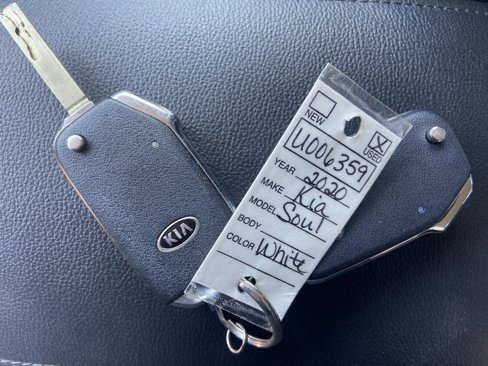 NEW
X
USED
U006359
YEAR 2020
MAKE Kia
MODEL Soul
BODY
COLOR White
KIA